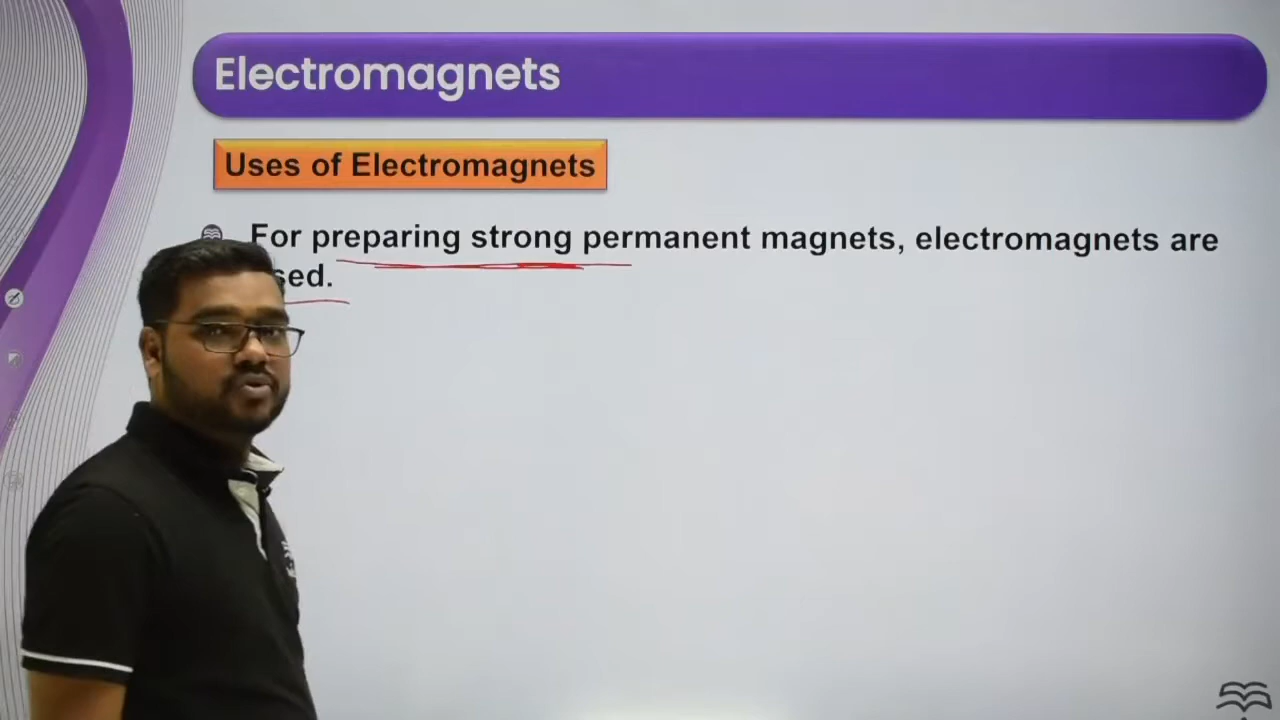 Electromagnets
Uses of Electromagnets
For preparing strong permanent magnets, electromagnets are
sed.